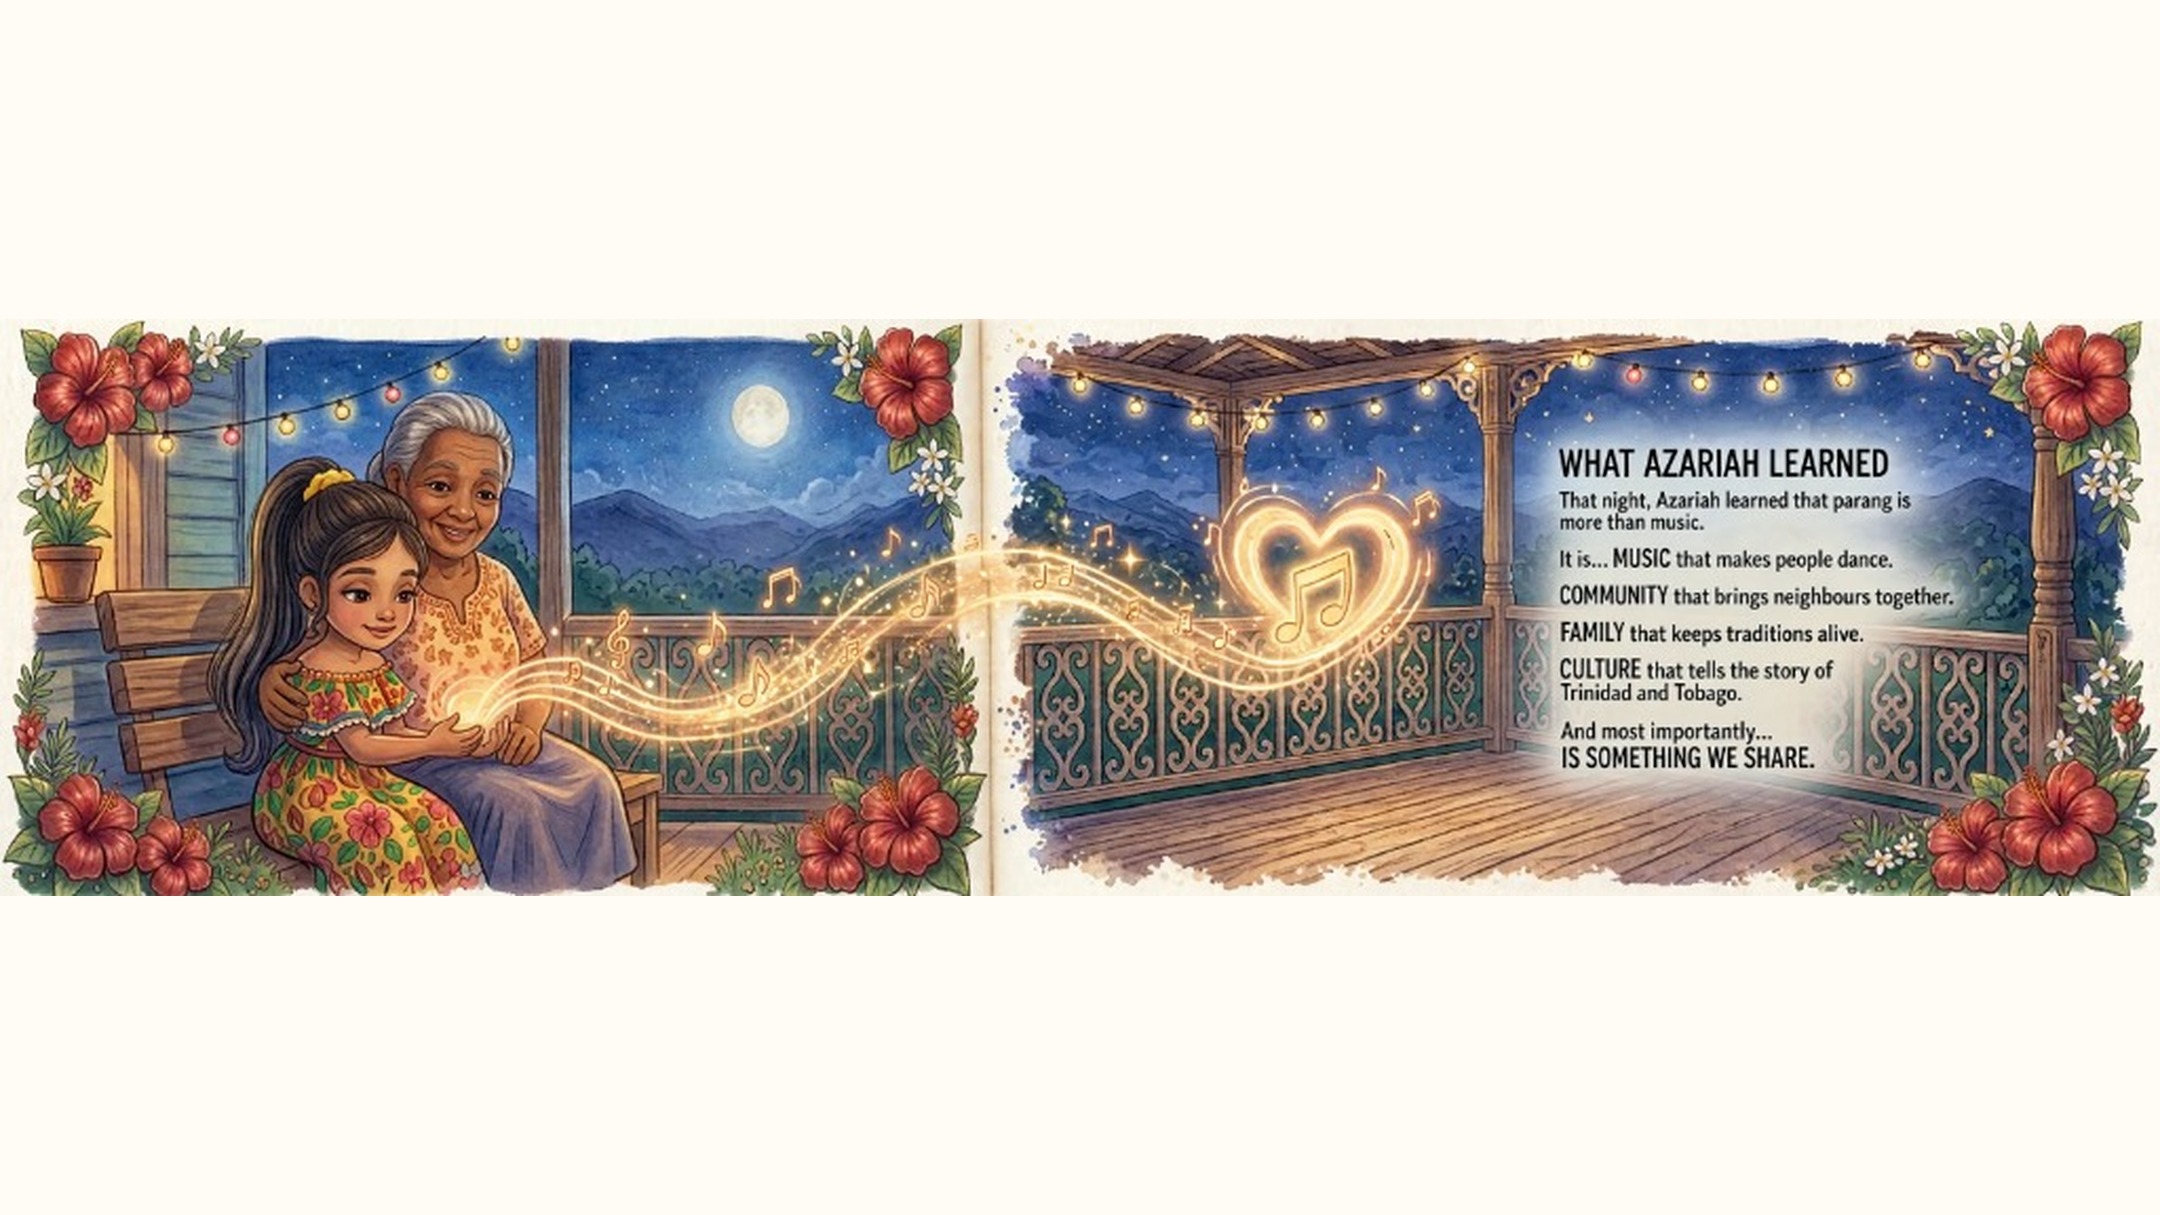 WHAT AZARIAH LEARNED
That night, Azariah learned that parang is
more than music.
It is... MUSIC that makes people dance.
COMMUNITY that brings neighbours together.
FAMILY that keeps traditions alive.
CULTURE that tells the story of
Trinidad and Tobago.
And most importantly...
IS SOMETHING WE SHARE.